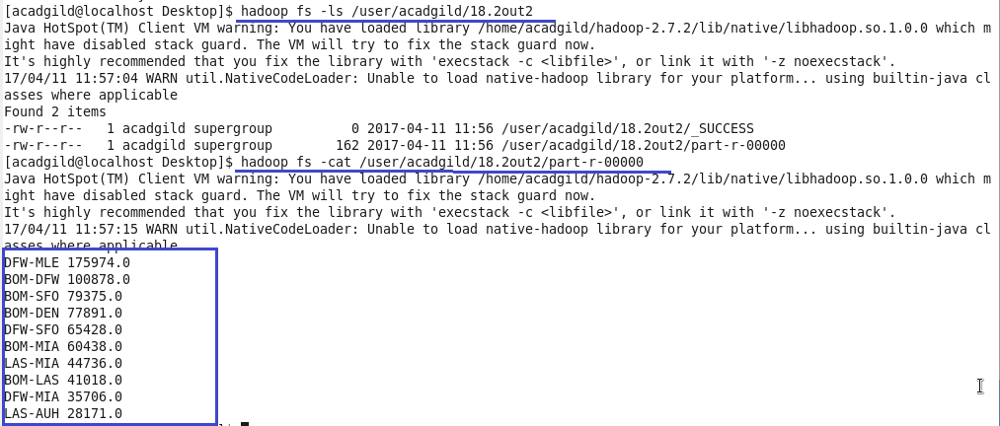 [acadgild@localhost Desktop]$ hadoop fs -ls /user/acadgild/18.2out2
Java HotSpot(TM) Client VM warning: You have loaded library /home/acadgild/hadoop-2.7.2/lib/native/libhadoop.so.1.0.0 which m
ight have disabled stack guard. The VM will try to fix the stack guard now.
It's highly recommended that you fix the library with 'execstack -c <libfile>', or link it with '-z noexecstack'.
17/04/11 11:57:04 WARN util.NativeCodeLoader: Unable to load native-hadoop library for your platform... using builtin-java cl
asses where applicable
Found 2 items
-rw-r--r--   1 acadgild supergroup          0 2017-04-11 11:56 /user/acadgild/18.2out2/_SUCCESS
-rw-r--r--   1 acadgild supergroup        162 2017-04-11 11:56 /user/acadgild/18.2out2/part-r-00000
[acadgild@localhost Desktop]$ hadoop fs -cat /user/acadgild/18.2out2/part-r-00000
Java HotSpot(TM) Client VM warning: You have loaded library /home/acadgild/hadoop-2.7.2/lib/native/libhadoop.so.1.0.0 which m
ight have disabled stack guard. The VM will try to fix the stack guard now.
It's highly recommended that you fix the library with 'execstack -c <libfile>', or link it with '-z noexecstack'.
17/04/11 11:57:15 WARN util.NativeCodeLoader: Unable to load native-hadoop library for your platform... using builtin-java cl
asses where applicable
DFW-MLE 175974.0
BOM-DFW 100878.0
BOM-SFO 79375.0
BOM-DEN 77891.0
DFW-SFO 65428.0
BOM-MIA 60438.0
LAS-MIA 44736.0
BOM-LAS 41018.0
DFW-MIA 35706.0
LAS-AUH 28171.0